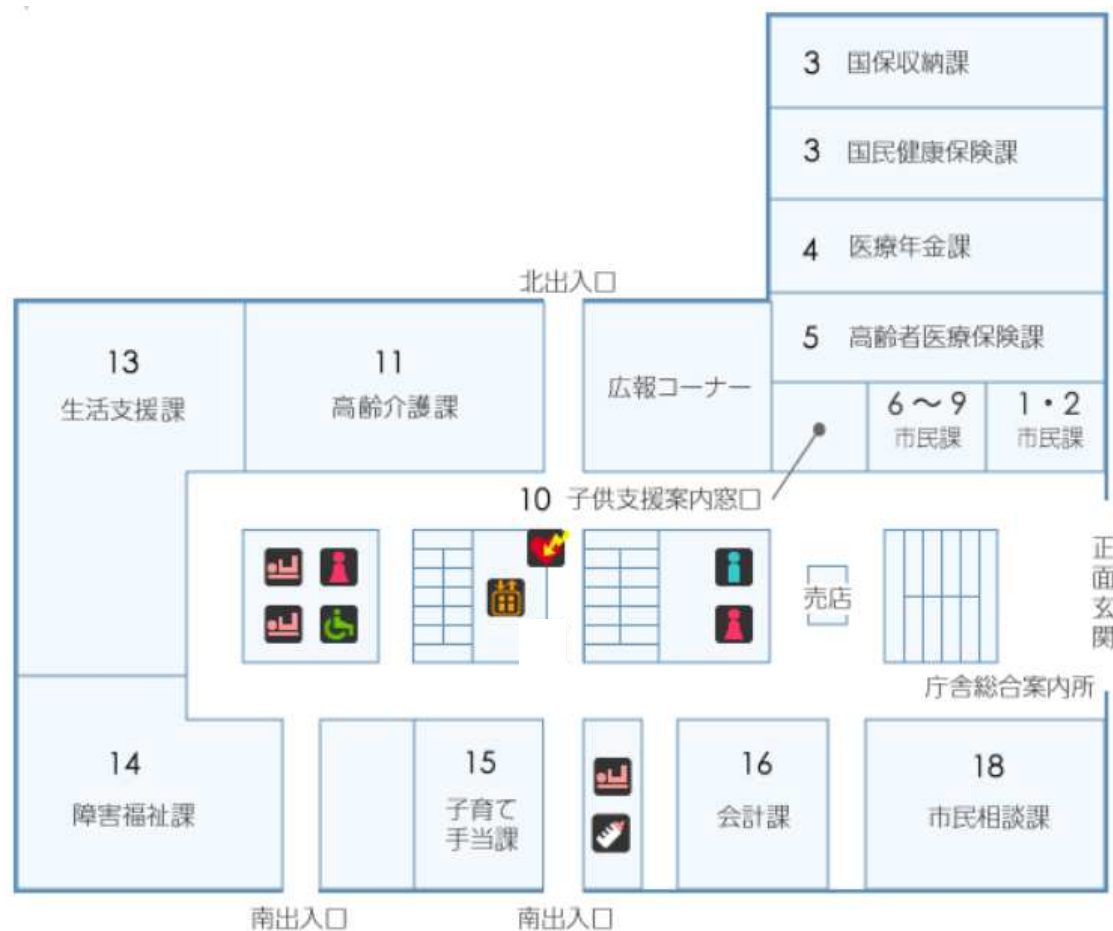 3 国保収納課
3 国民健康保険課
4 医療年金課
北出入口
5 高齢者医療保険課
13
生活支援課
11
高齢介護課
広報コーナー
6～9
市民課
1・2
市民課
10 子供支援案内窓口
売店
正面玄関
庁舎総合案内所
14
障害福祉課
15
子育て
手当課
16
会計課
18
市民相談課
南出入口
南出入口